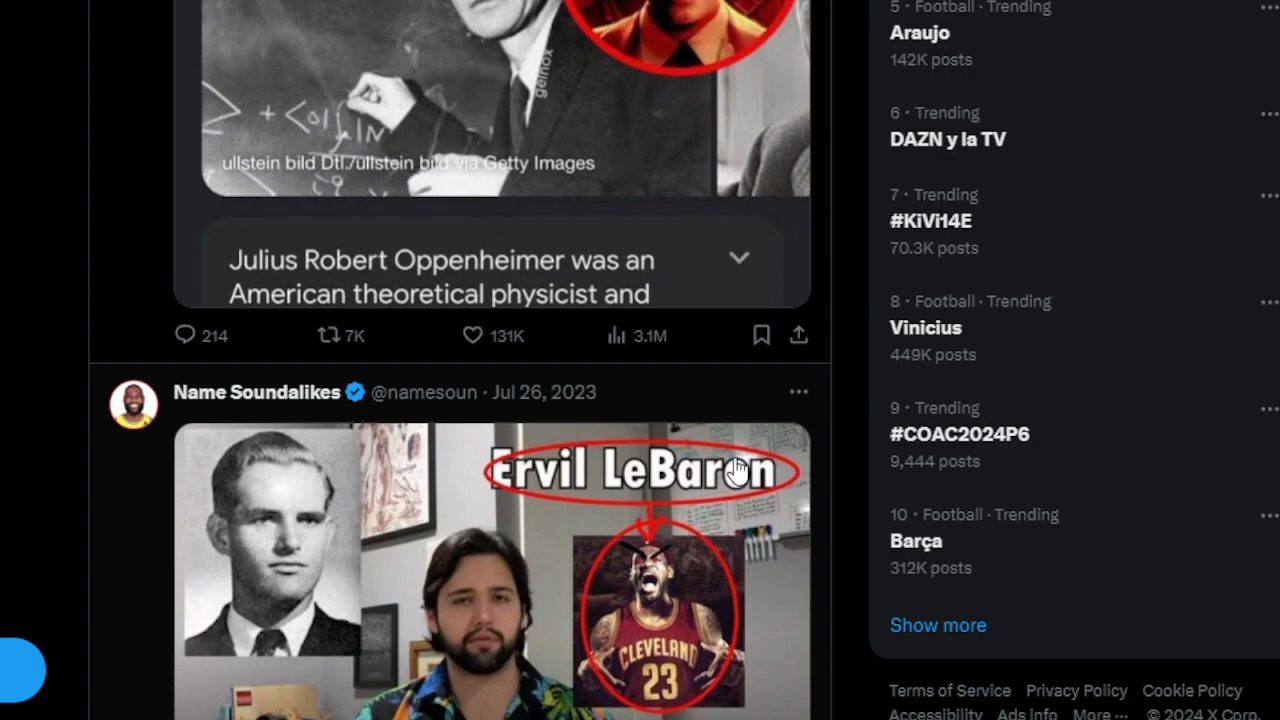 geinox
+
ullstein bild Dtl./ullstein bild via Getty Images
Julius Robert Oppenheimer was an
American theoretical physicist and
214 7K 131K 3.1M
Name Soundalikes @namesoun · Jul 26, 2023
Ervil LeBaron
CLEVELAND
23
5 · Football · Trending
Araujo
142K posts
6 · Trending
DAZN y la TV
7 · Trending
#KiVi14E
70.3K posts
8 · Football · Trending
Vinicius
449K posts
9 · Trending
#COAC2024P6
9,444 posts
10 · Football · Trending
Barça
312K posts
Show more
Terms of Service Privacy Policy Cookie Policy
Accessibility Ads info More ··· © 2024 X Corp.